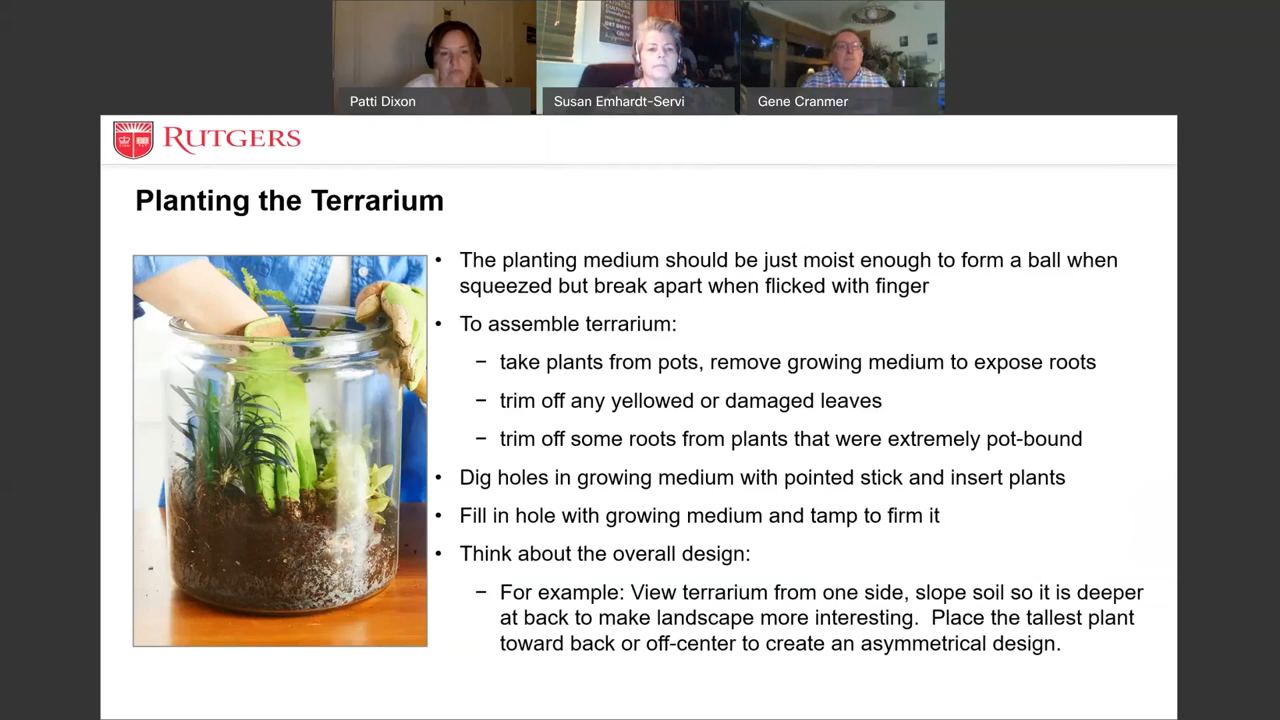 Patti Dixon
Susan Emhardt-Servi
Gene Cranmer
RUTGERS
Planting the Terrarium
• The planting medium should be just moist enough to form a ball when
squeezed but break apart when flicked with finger
• To assemble terrarium:
− take plants from pots, remove growing medium to expose roots
− trim off any yellowed or damaged leaves
− trim off some roots from plants that were extremely pot-bound
• Dig holes in growing medium with pointed stick and insert plants
• Fill in hole with growing medium and tamp to firm it
• Think about the overall design:
− For example: View terrarium from one side, slope soil so it is deeper
at back to make landscape more interesting.  Place the tallest plant
toward back or off-center to create an asymmetrical design.